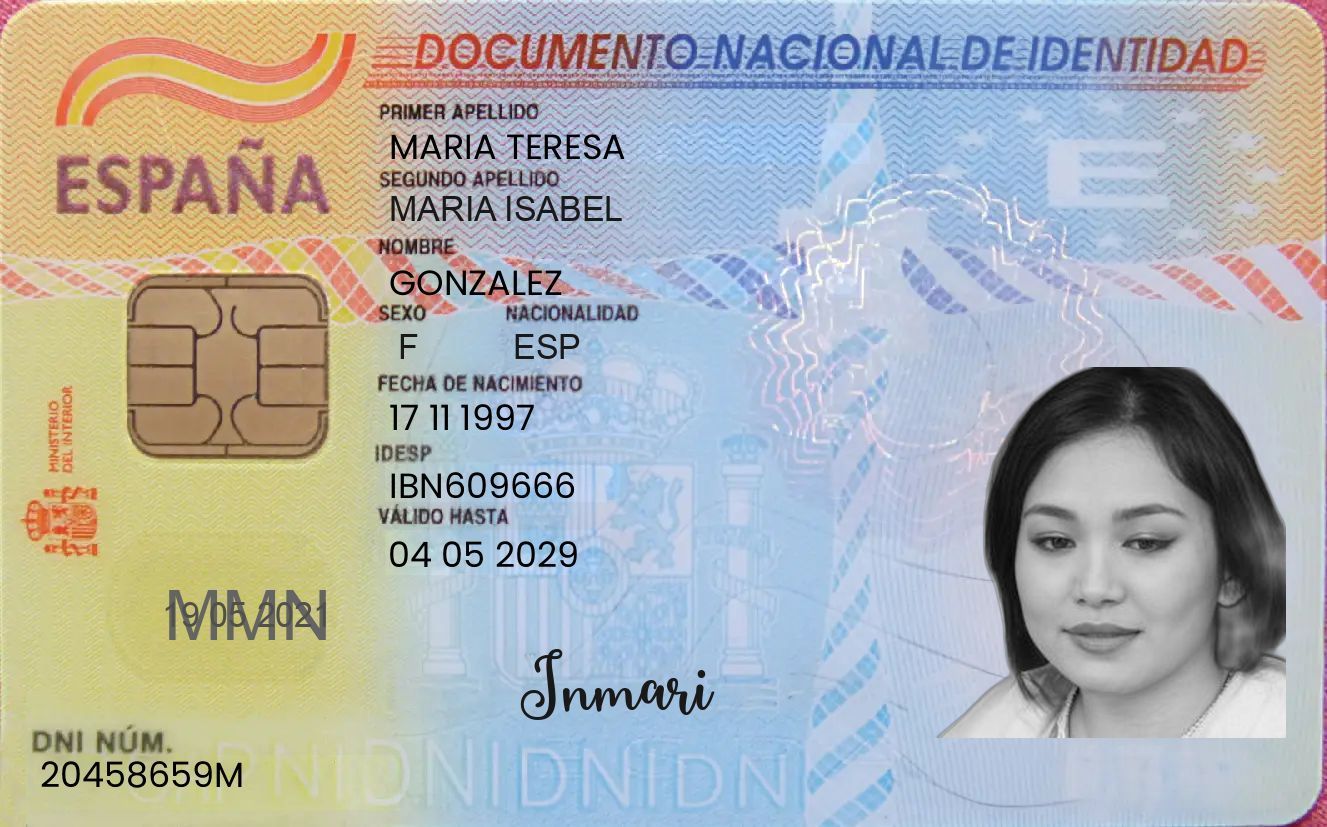 DOCUMENTO NACIONAL DE IDENTIDAD
ESPAÑA
PRIMER APELLIDO
MARIA TERESA
SEGUNDO APELLIDO
MARIA ISABEL
NOMBRE
GONZALEZ
SEXO NACIONALIDAD
F ESP
FECHA DE NACIMIENTO
17 11 1997
IDESP
IBN609666
VÁLIDO HASTA
04 05 2029
MINISTERIO
DEL INTERIOR
E
MMN
19 05 2021
Inmari
DNI NÚM.
20458659M
DNIDNIDNIDN